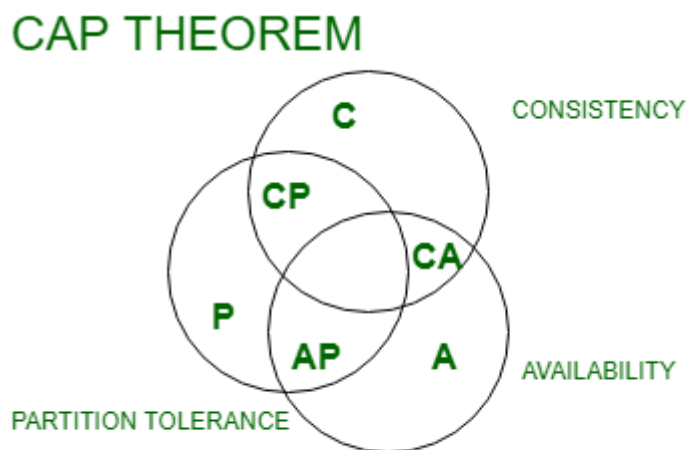 CAP THEOREM
C
CONSISTENCY
CP
CA
P
AP
A
AVAILABILITY
PARTITION TOLERANCE